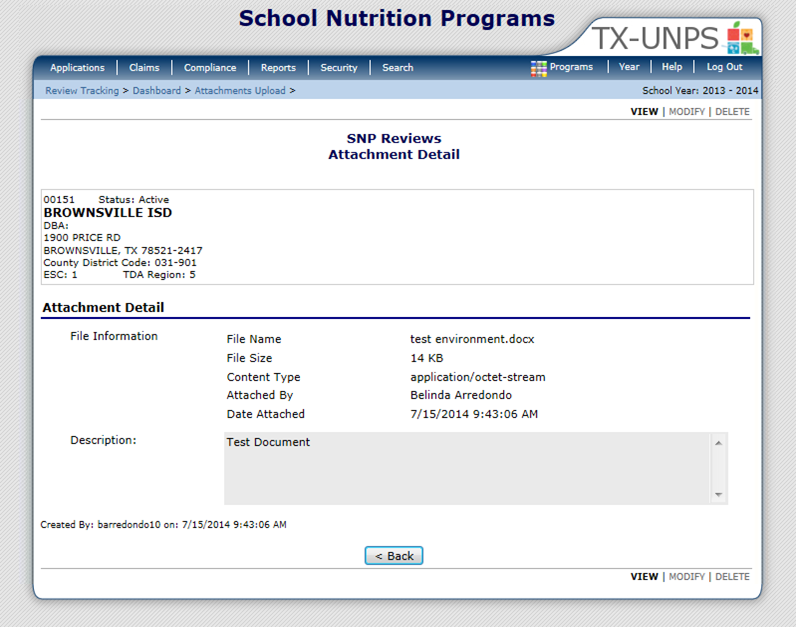 School Nutrition Programs
TX-UNPS
Applications | Claims | Compliance | Reports | Security | Search Programs | Year | Help | Log Out
Review Tracking > Dashboard > Attachments Upload > School Year: 2013 - 2014
VIEW | MODIFY | DELETE
SNP Reviews
Attachment Detail
00151 Status: Active
BROWNSVILLE ISD
DBA:
1900 PRICE RD
BROWNSVILLE, TX 78521-2417
County District Code: 031-901
ESC: 1 TDA Region: 5
Attachment Detail
File Information
File Name test environment.docx
File Size 14 KB
Content Type application/octet-stream
Attached By Belinda Arredondo
Date Attached 7/15/2014 9:43:06 AM
Description: Test Document
Created By: barredondo10 on: 7/15/2014 9:43:06 AM
< Back
VIEW | MODIFY | DELETE